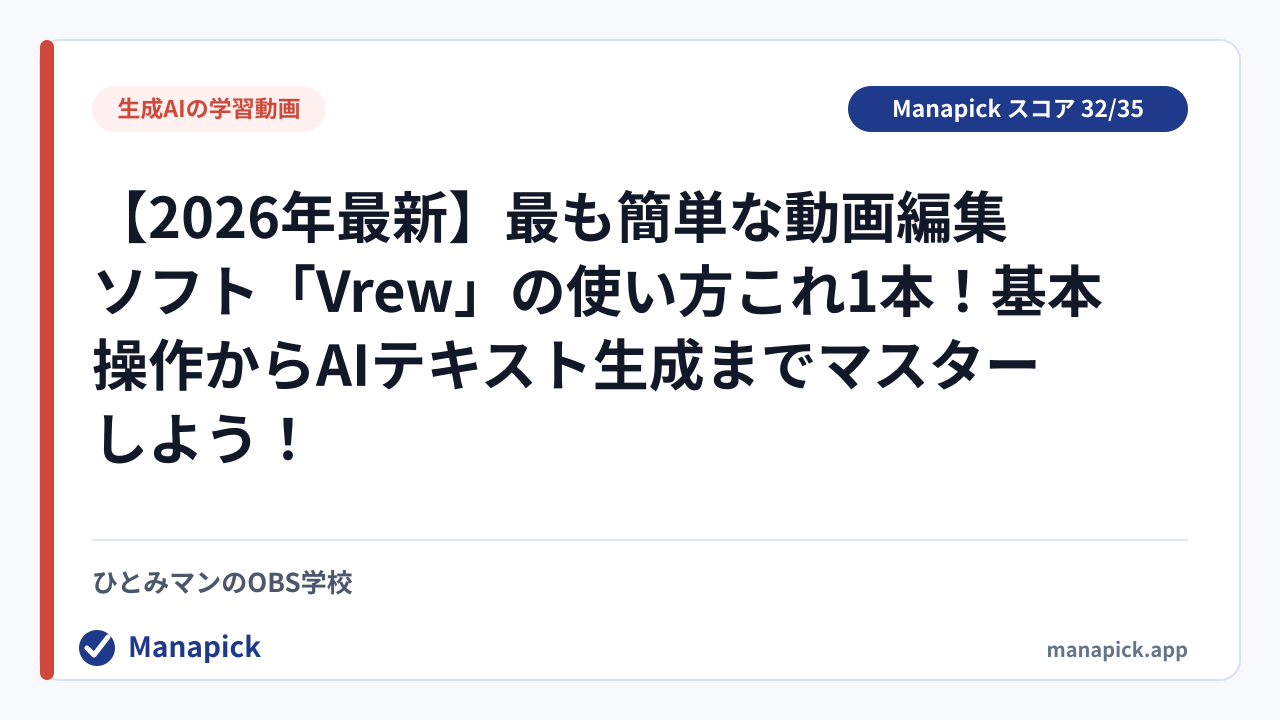 生成AIの学習動画
Manapick スコア 32/35
【2026年最新】最も簡単な動画編集
ソフト「Vrew」の使い方これ1本！基本
操作からAIテキスト生成までマスター
しよう！
ひとみマンのOBS学校
Manapick
manapick.app